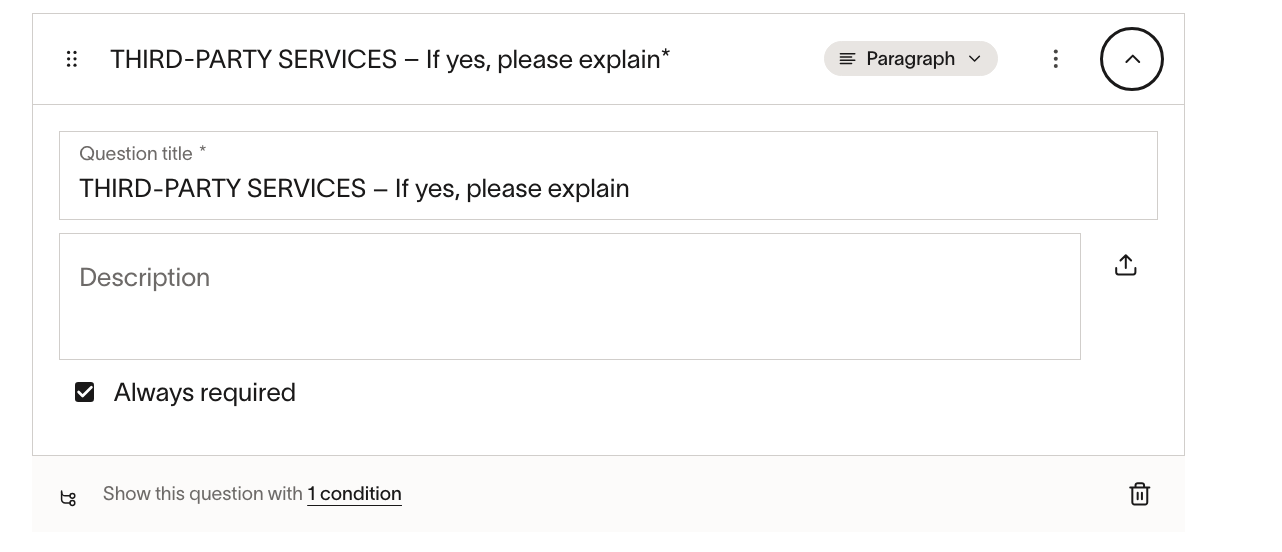 THIRD-PARTY SERVICES – If yes, please explain*
Paragraph
Question title *
THIRD-PARTY SERVICES – If yes, please explain
Description
Always required
Show this question with 1 condition